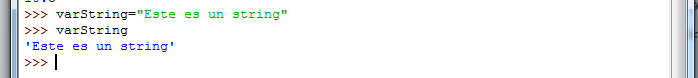 >>> varString="Este es un string"
>>> varString
'Este es un string'
>>>